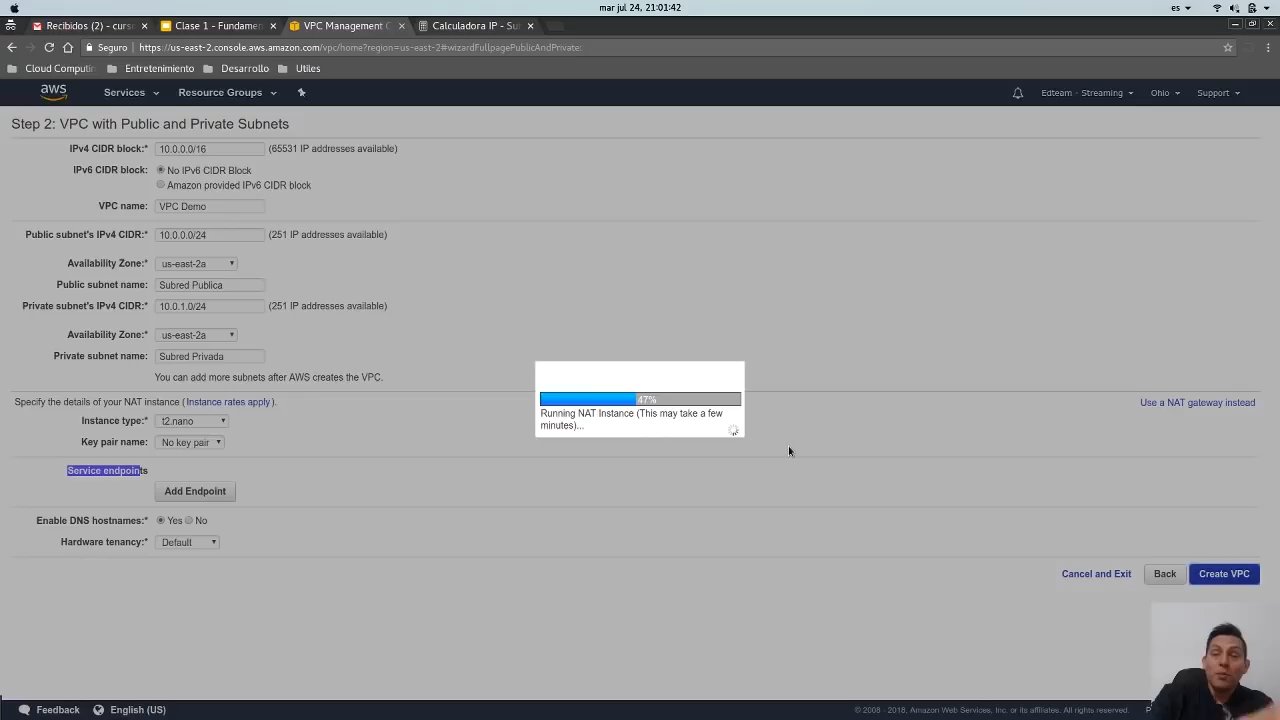 mar jul 24, 21:01:42
es
Recibidos (2) - curso
Clase 1 - Fundamen
VPC Management C
Calculadora IP - Subn
Seguro
https://us-east-2.console.aws.amazon.com/vpc/home?region=us-east-2#wizardFullpagePublicAndPrivate:
Cloud Computin
Entretenimiento
Desarrollo
Utiles
aws
Services
Resource Groups
Edteam - Streaming
Ohio
Support
Step 2: VPC with Public and Private Subnets
IPv4 CIDR block:* 10.0.0.0/16 (65531 IP addresses available)
IPv6 CIDR block: No IPv6 CIDR Block
Amazon provided IPv6 CIDR block
VPC name: VPC Demo
Public subnet's IPv4 CIDR:* 10.0.0.0/24 (251 IP addresses available)
Availability Zone:* us-east-2a
Public subnet name: Subred Publica
Private subnet's IPv4 CIDR:* 10.0.1.0/24 (251 IP addresses available)
Availability Zone:* us-east-2a
Private subnet name: Subred Privada
You can add more subnets after AWS creates the VPC.
Specify the details of your NAT instance (Instance rates apply).
Use a NAT gateway instead
Instance type:* t2.nano
Key pair name: No key pair
47%
Running NAT Instance (This may take a few
minutes)...
Service endpoints
Add Endpoint
Enable DNS hostnames:* Yes No
Hardware tenancy:* Default
Cancel and Exit
Back
Create VPC
Feedback
English (US)
© 2008 - 2018, Amazon Web Services, Inc. or its affiliates. All rights reserved.